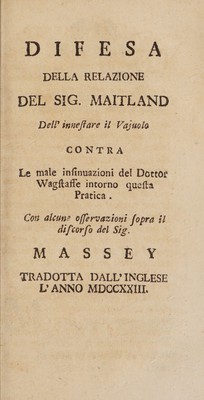 DIFESA
DELLA RELAZIONE
DEL SIG. MAITLAND
Dell' inneſtare il Vajuolo
CONTRA
Le male inſinuazioni del Dottor
Wagſtaffe intorno queſta
Pratica.
Con alcune oſſervazioni ſopra il
diſcorſo del Sig.
MASSEY
TRADOTTA DALL'INGLESE
L'ANNO MDCCXXIII.